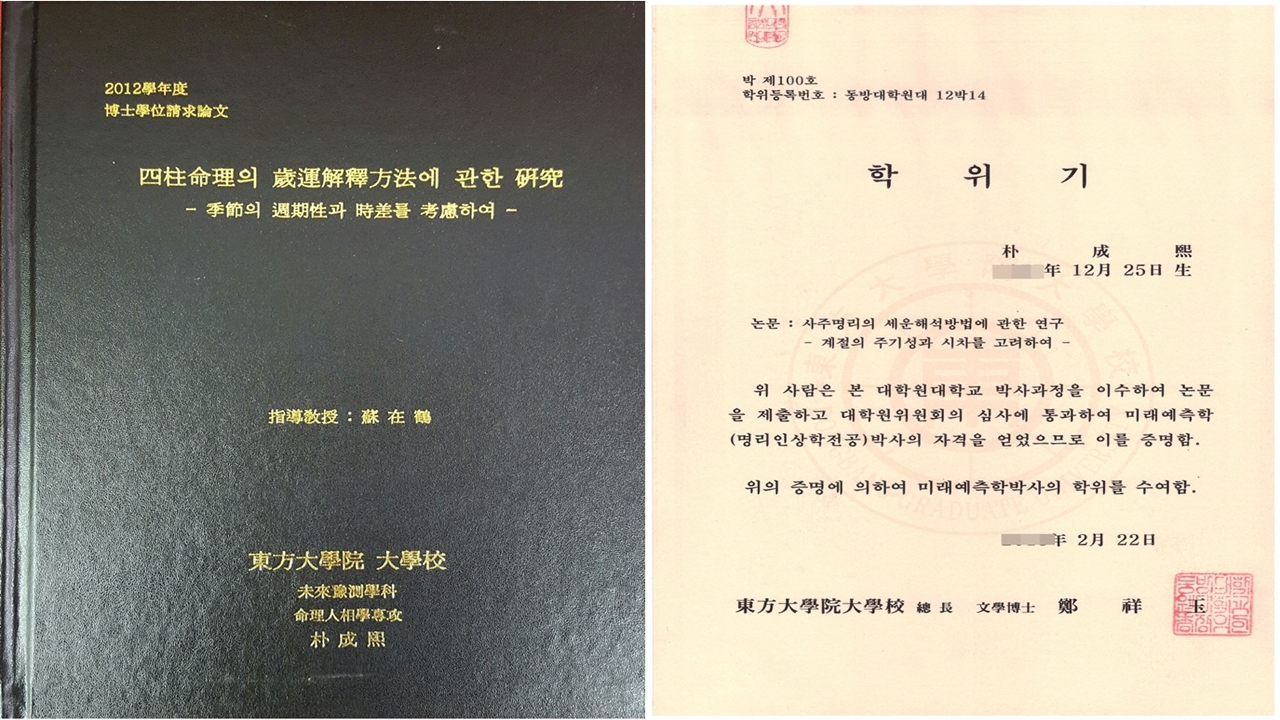 2012學年度
博士學位請求論文
四柱命理의 歲運解釋方法에 관한 硏究
- 季節의 週期性과 時差를 考慮하여 -
指導敎授 : 蘇 在 鶴
東方大學院 大學校
未來豫測學科
命理人相學專攻
朴 成 熙
박 제100호
학위등록번호 : 동방대학원대 12박14
학 위 기
朴 成 熙
年 12月 25日 生
논문 : 사주명리의 세운해석방법에 관한 연구
- 계절의 주기성과 시차를 고려하여 -
위 사람은 본 대학원대학교 박사과정을 이수하여 논문
을 제출하고 대학원위원회의 심사에 통과하여 미래예측학
(명리인상학전공)박사의 자격을 얻었으므로 이를 증명함.
위의 증명에 의하여 미래예측학박사의 학위를 수여함.
年 2月 22日
東方大學院大學校 總長 文學博士 鄭 祥 玉